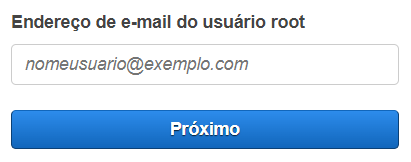 Endereço de e-mail do usuário root
nomeusuario@exemplo.com
Próximo